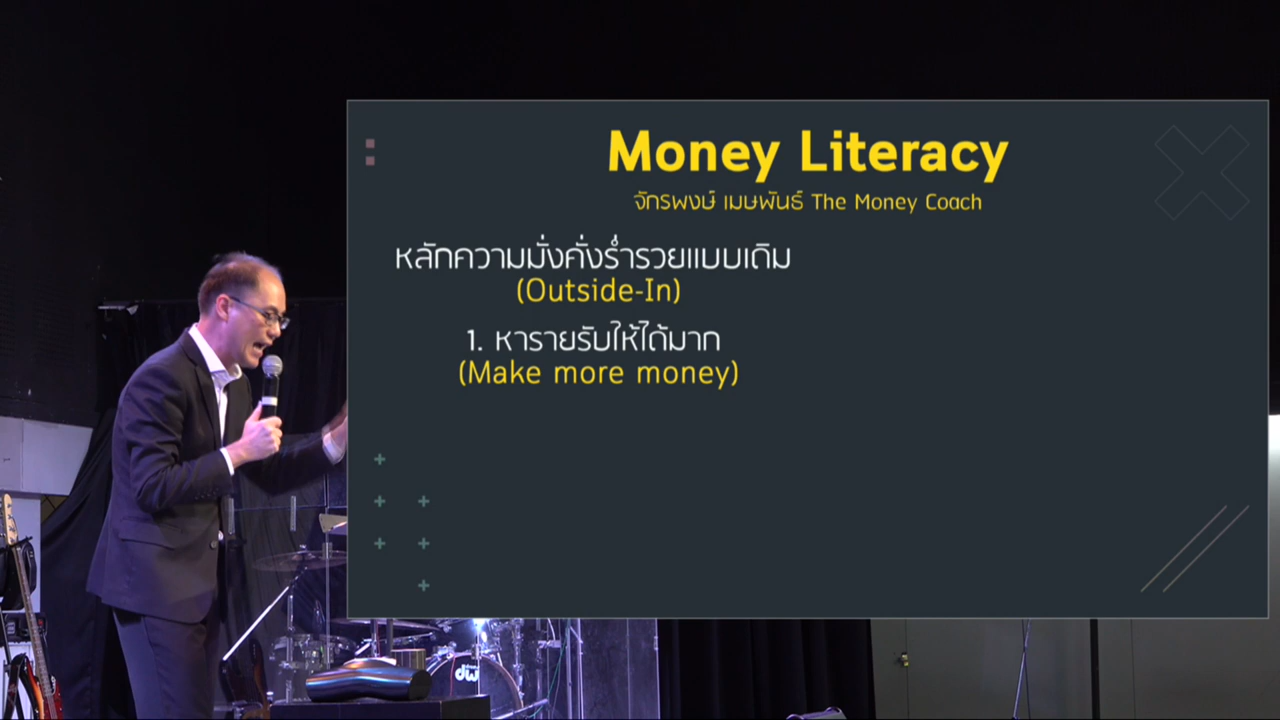 Money Literacy
จักรพงษ์ เมษพันธ์ The Money Coach
หลักความมั่งคั่งร่ำรวยแบบเดิม
(Outside-In)
1. หารายรับให้ได้มาก
(Make more money)
dw